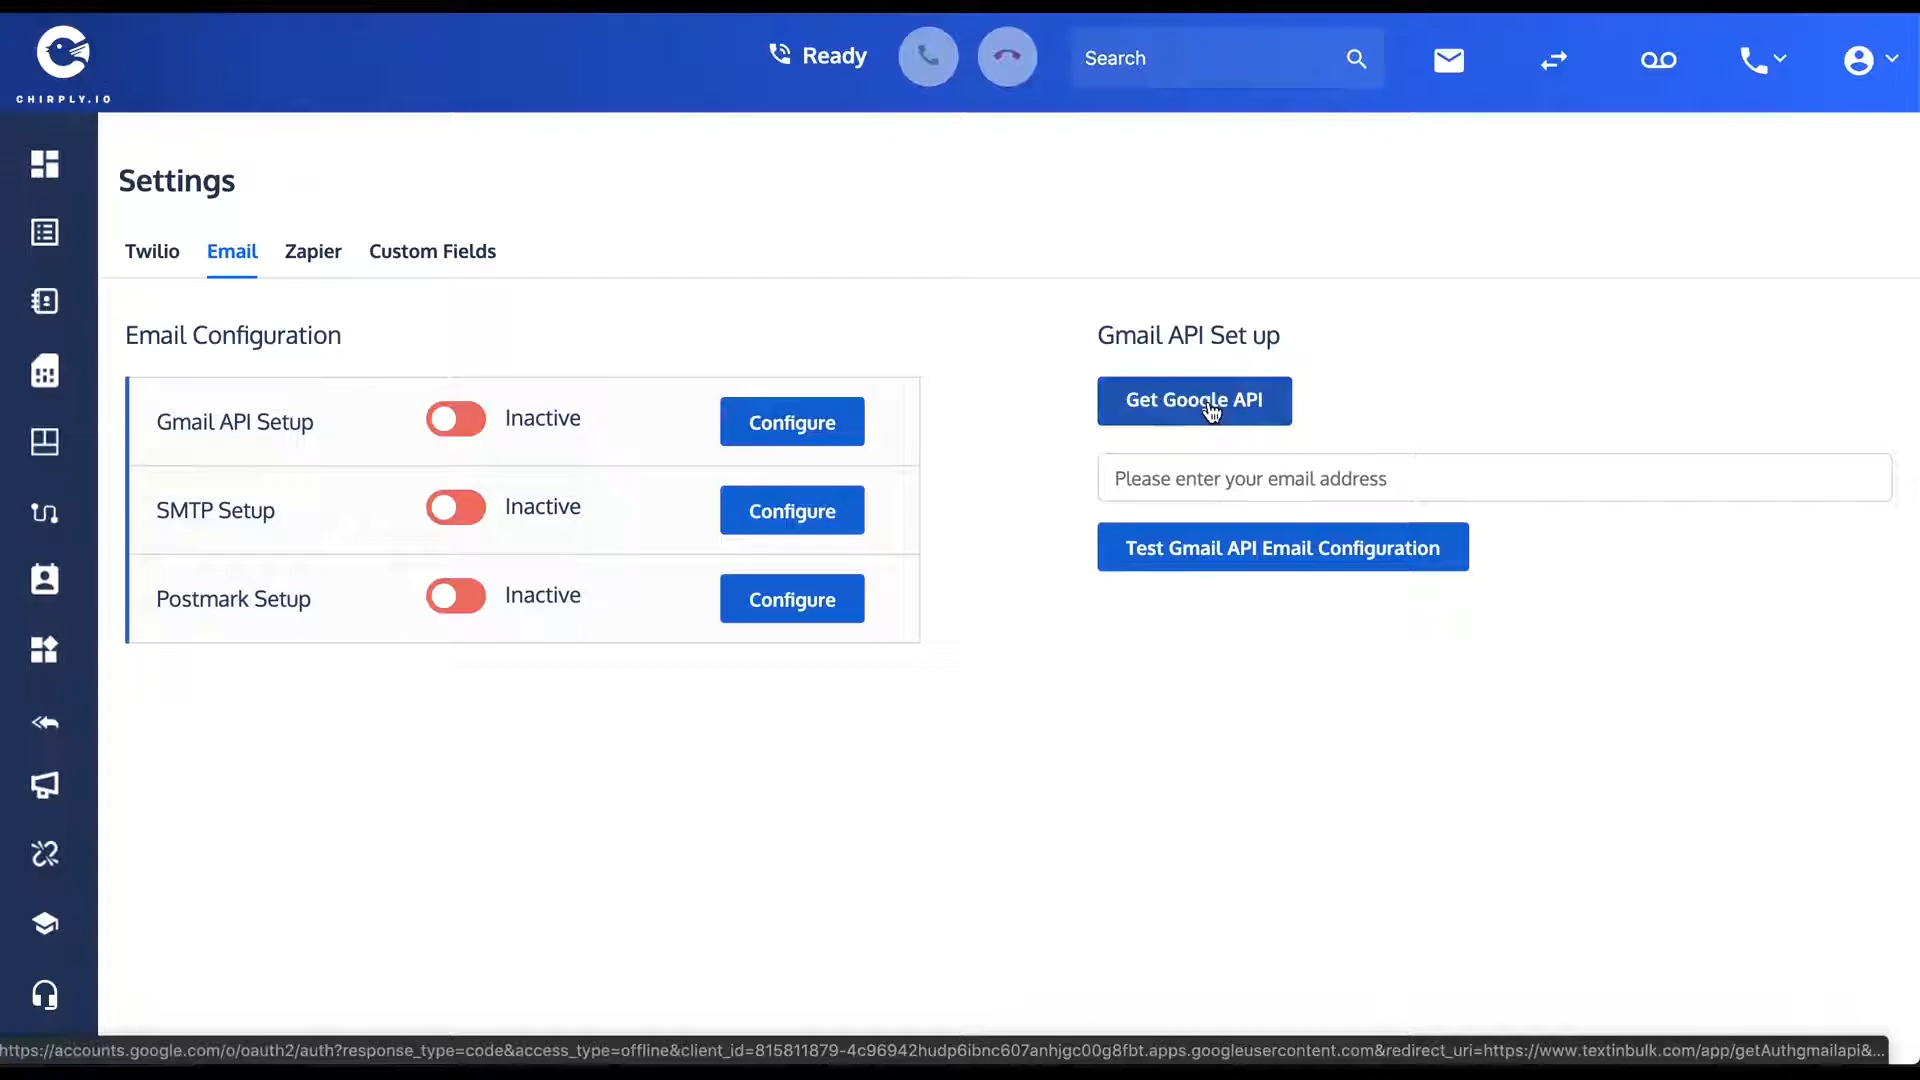 CHIRPLY.IO
Ready
Search
Settings
Twilio Email Zapier Custom Fields
Email Configuration
Gmail API Setup Inactive Configure
SMTP Setup Inactive Configure
Postmark Setup Inactive Configure
Gmail API Set up
Get Google API
Please enter your email address
Test Gmail API Email Configuration
https://accounts.google.com/o/oauth2/auth?response_type=code&access_type=offline&client_id=815811879-4c96942hudp6ibnc607anhjgc00g8fbt.apps.googleusercontent.com&redirect_uri=https://www.textinbulk.com/app/getAuthgmailapi&...